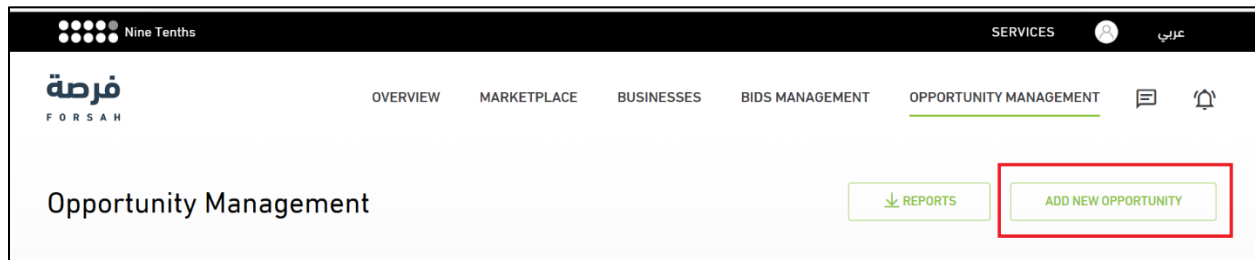 Nine Tenths SERVICES عربي
فرصة
FORSAH
OVERVIEW MARKETPLACE BUSINESSES BIDS MANAGEMENT OPPORTUNITY MANAGEMENT
Opportunity Management REPORTS ADD NEW OPPORTUNITY